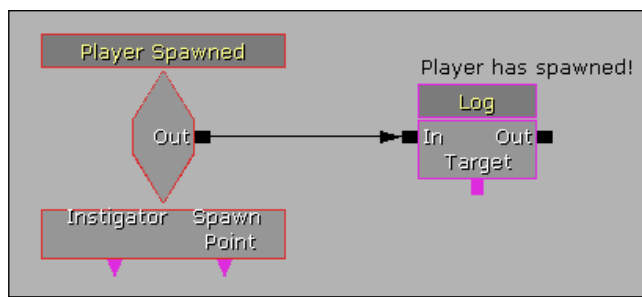 Player Spawned
Out
Instigator Spawn
Point
Player has spawned!
Log
In Out
Target